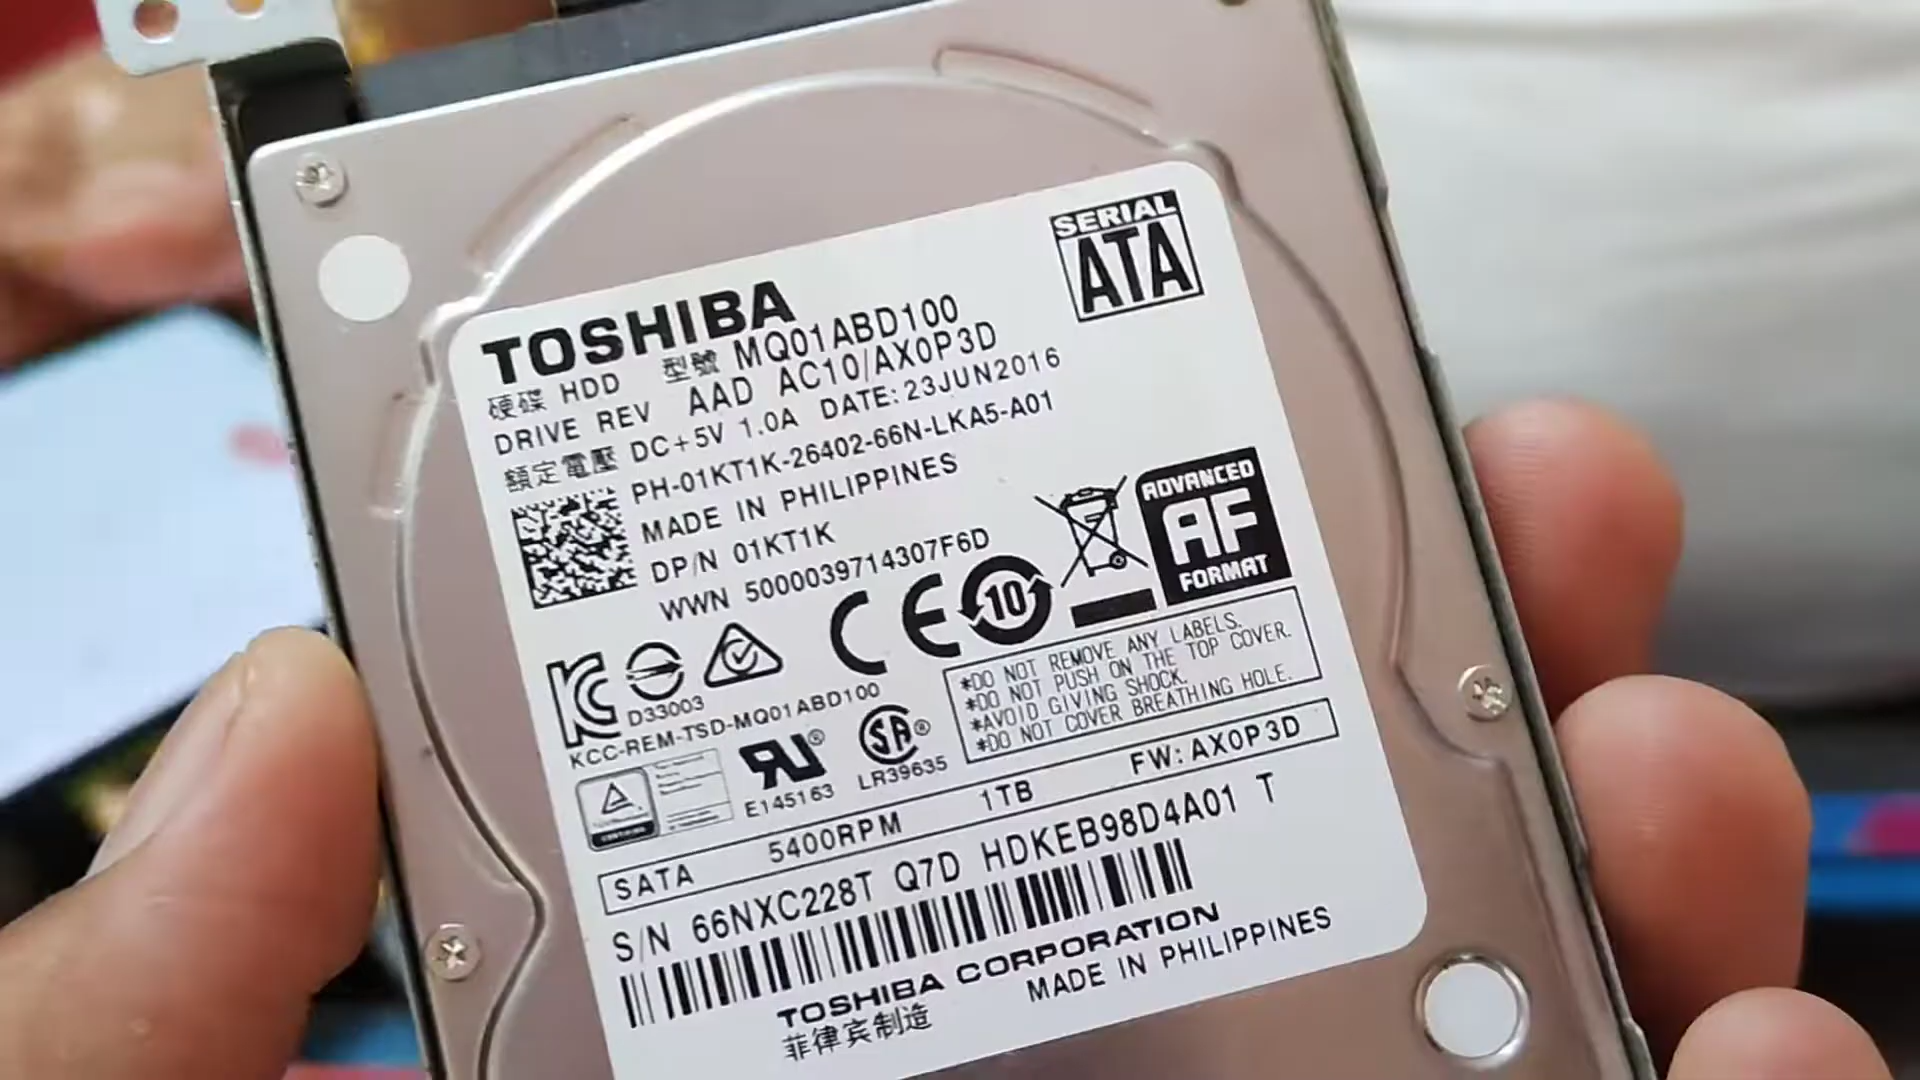 SERIAL
ATA
TOSHIBA
硬碟 HDD 型號 MQ01ABD100
DRIVE REV AAD AC10/AX0P3D
額定電壓 DC+5V 1.0A DATE:23JUN2016
PH-01KT1K-26402-66N-LKA5-A01
MADE IN PHILIPPINES
DP/N 01KT1K
WWN 5000039714307F6D
ADVANCED
AF
FORMAT
CE
10
D33003
KCC-REM-TSD-MQ01ABD100
*DO NOT REMOVE ANY LABELS.
*DO NOT PUSH ON THE TOP COVER.
*AVOID GIVING SHOCK.
*DO NOT COVER BREATHING HOLE.
E145163
LR39635
SATA 5400RPM 1TB FW:AX0P3D
S/N 66NXC228T Q7D HDKEB98D4A01 T
TOSHIBA CORPORATION
菲律宾制造 MADE IN PHILIPPINES